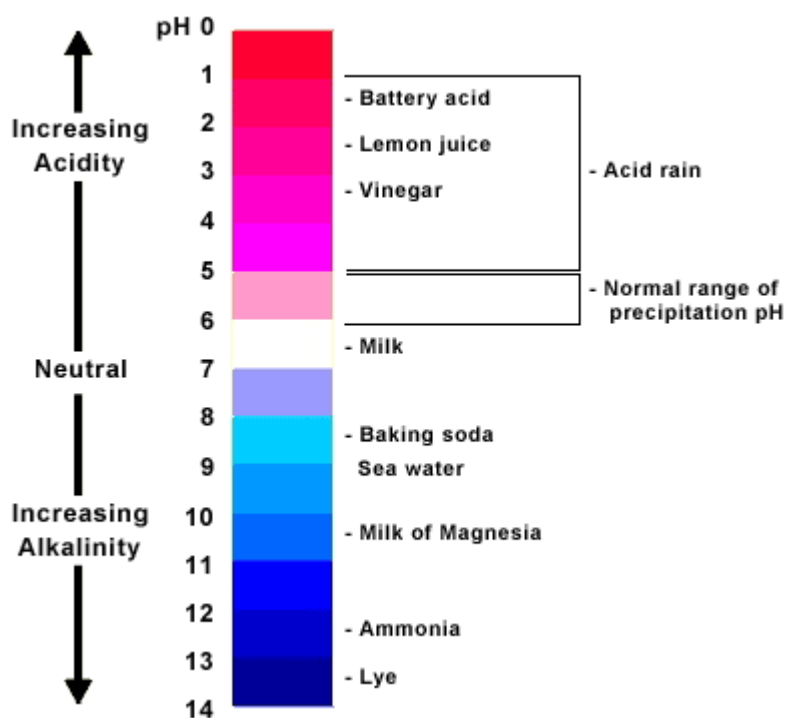 pH 0
1
- Battery acid
2
Increasing
Acidity
- Lemon juice
3
- Acid rain
- Vinegar
4
5
- Normal range of
precipitation pH
6
- Milk
Neutral
7
8
- Baking soda
Sea water
9
Increasing
Alkalinity
10
- Milk of Magnesia
11
12
- Ammonia
13
- Lye
14